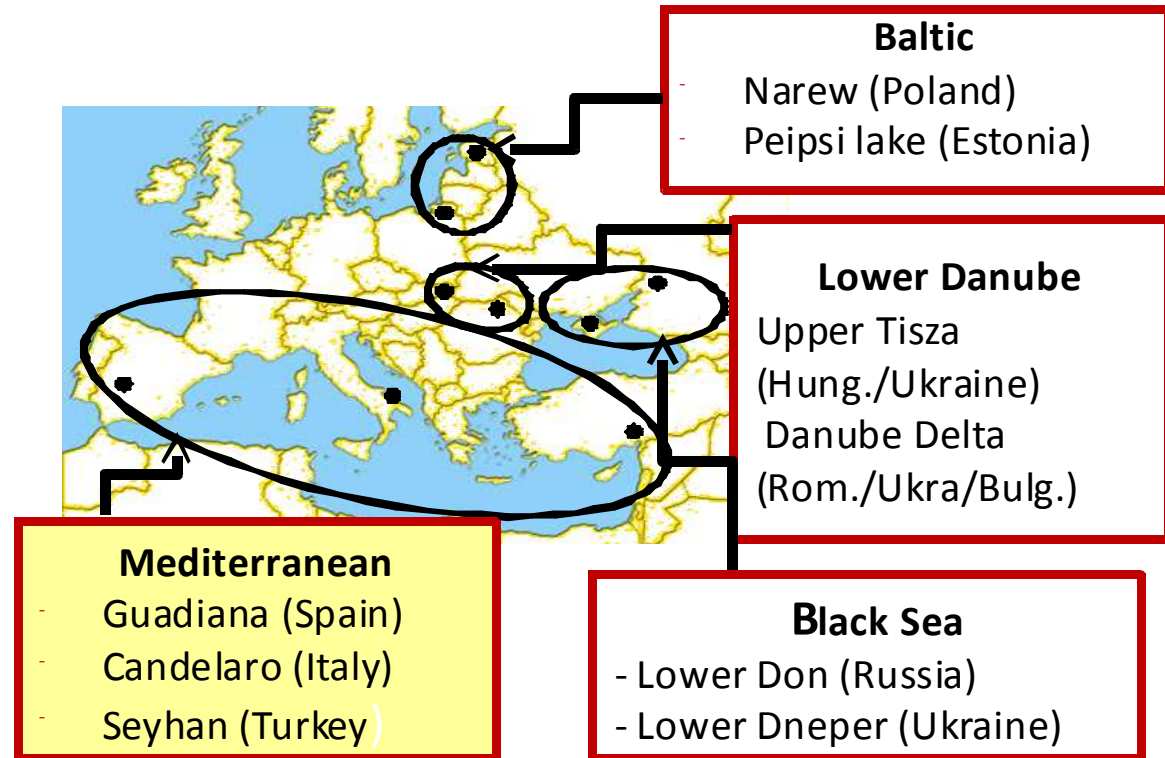 Baltic
- Narew (Poland)
- Peipsi lake (Estonia)
Lower Danube
Upper Tisza
(Hung./Ukraine)
Danube Delta
(Rom./Ukra/Bulg.)
Mediterranean
- Guadiana (Spain)
- Candelaro (Italy)
- Seyhan (Turkey)
Black Sea
- Lower Don (Russia)
- Lower Dneper (Ukraine)